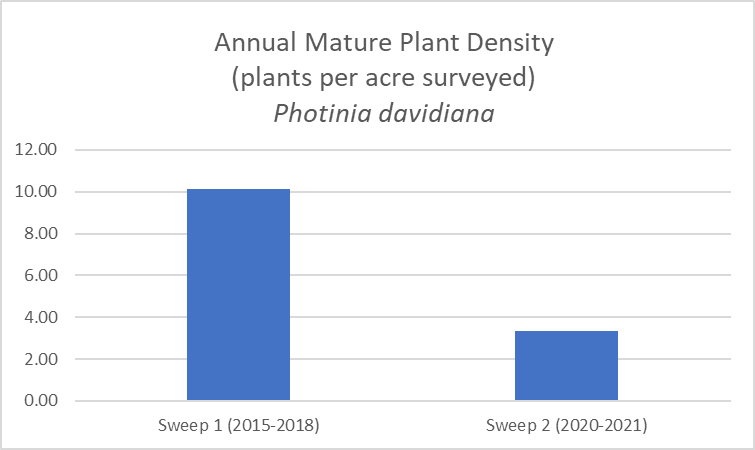 Annual Mature Plant Density
(plants per acre surveyed)
Photinia davidiana
12.00
10.00
8.00
6.00
4.00
2.00
0.00
Sweep 1 (2015-2018) Sweep 2 (2020-2021)